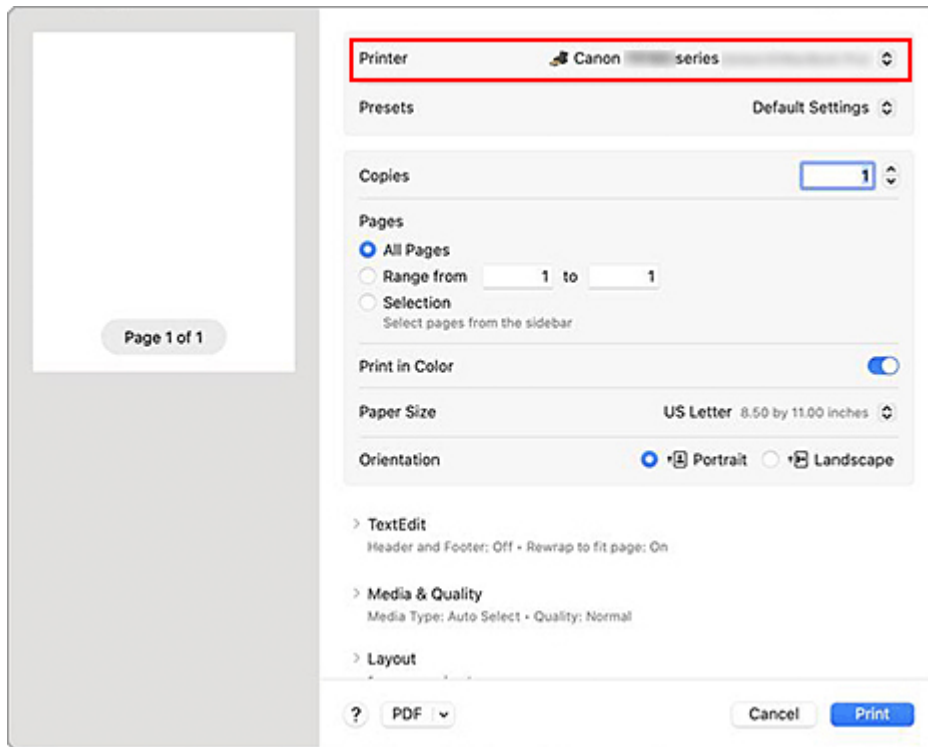 Printer Canon series
Presets Default Settings
Copies 1
Pages
All Pages
Range from 1 to 1
Selection
Select pages from the sidebar
Page 1 of 1
Print in Color
Paper Size US Letter 8.50 by 11.00 inches
Orientation Portrait Landscape
TextEdit
Header and Footer: Off • Rewrap to fit page: On
Media & Quality
Media Type: Auto Select • Quality: Normal
Layout
? PDF Cancel Print